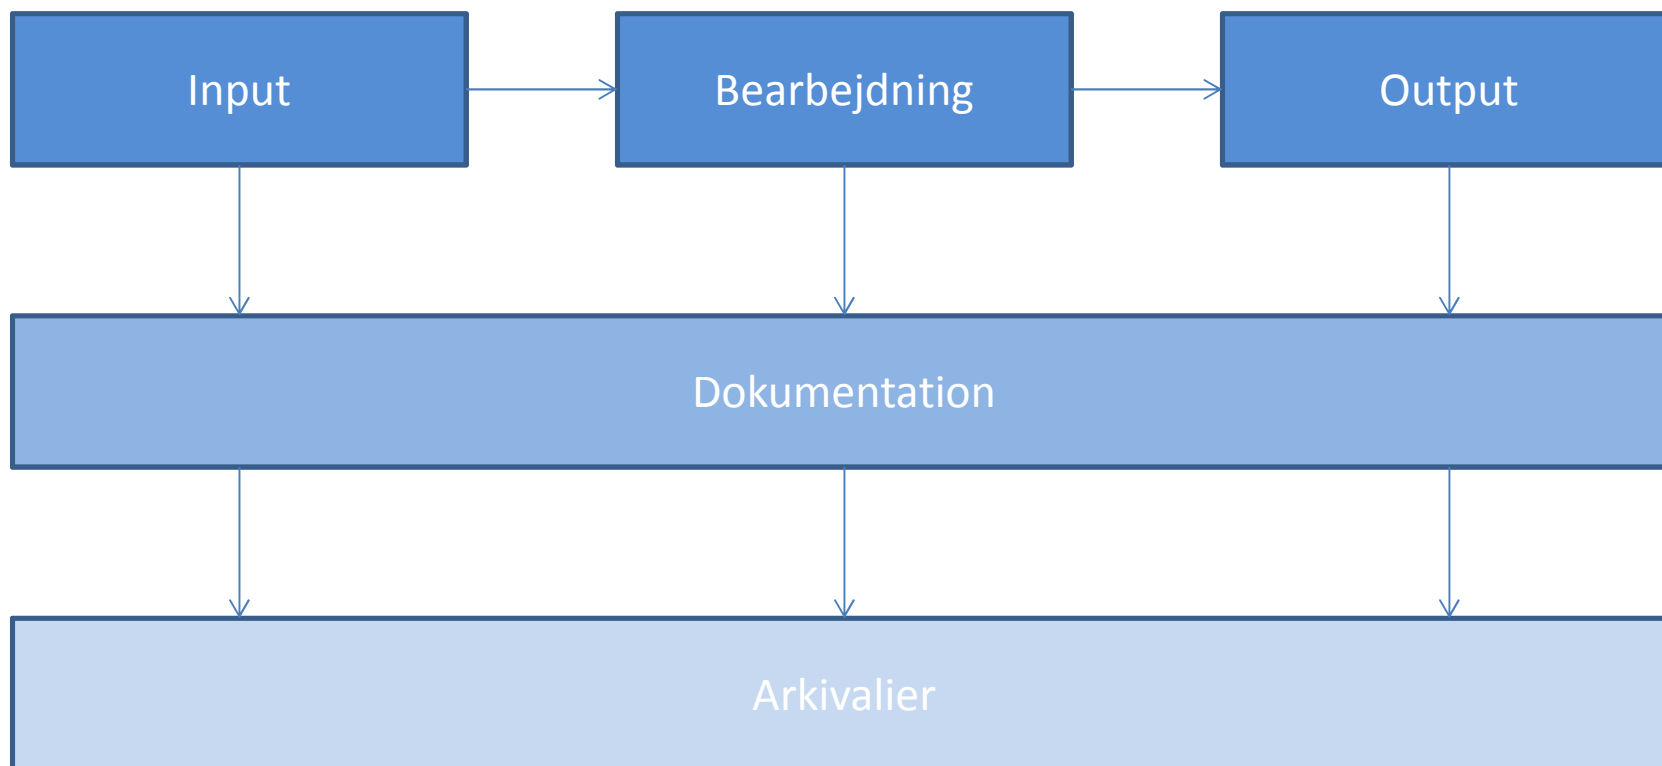 Input
Bearbejdning
Output
Dokumentation
Arkivalier